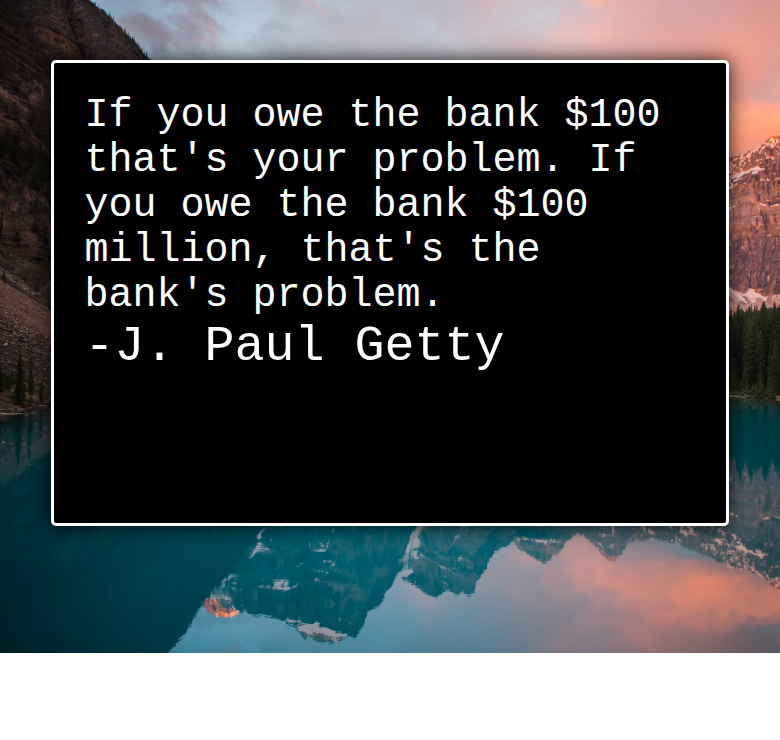 If you owe the bank $100
that's your problem. If
you owe the bank $100
million, that's the
bank's problem.
-J. Paul Getty